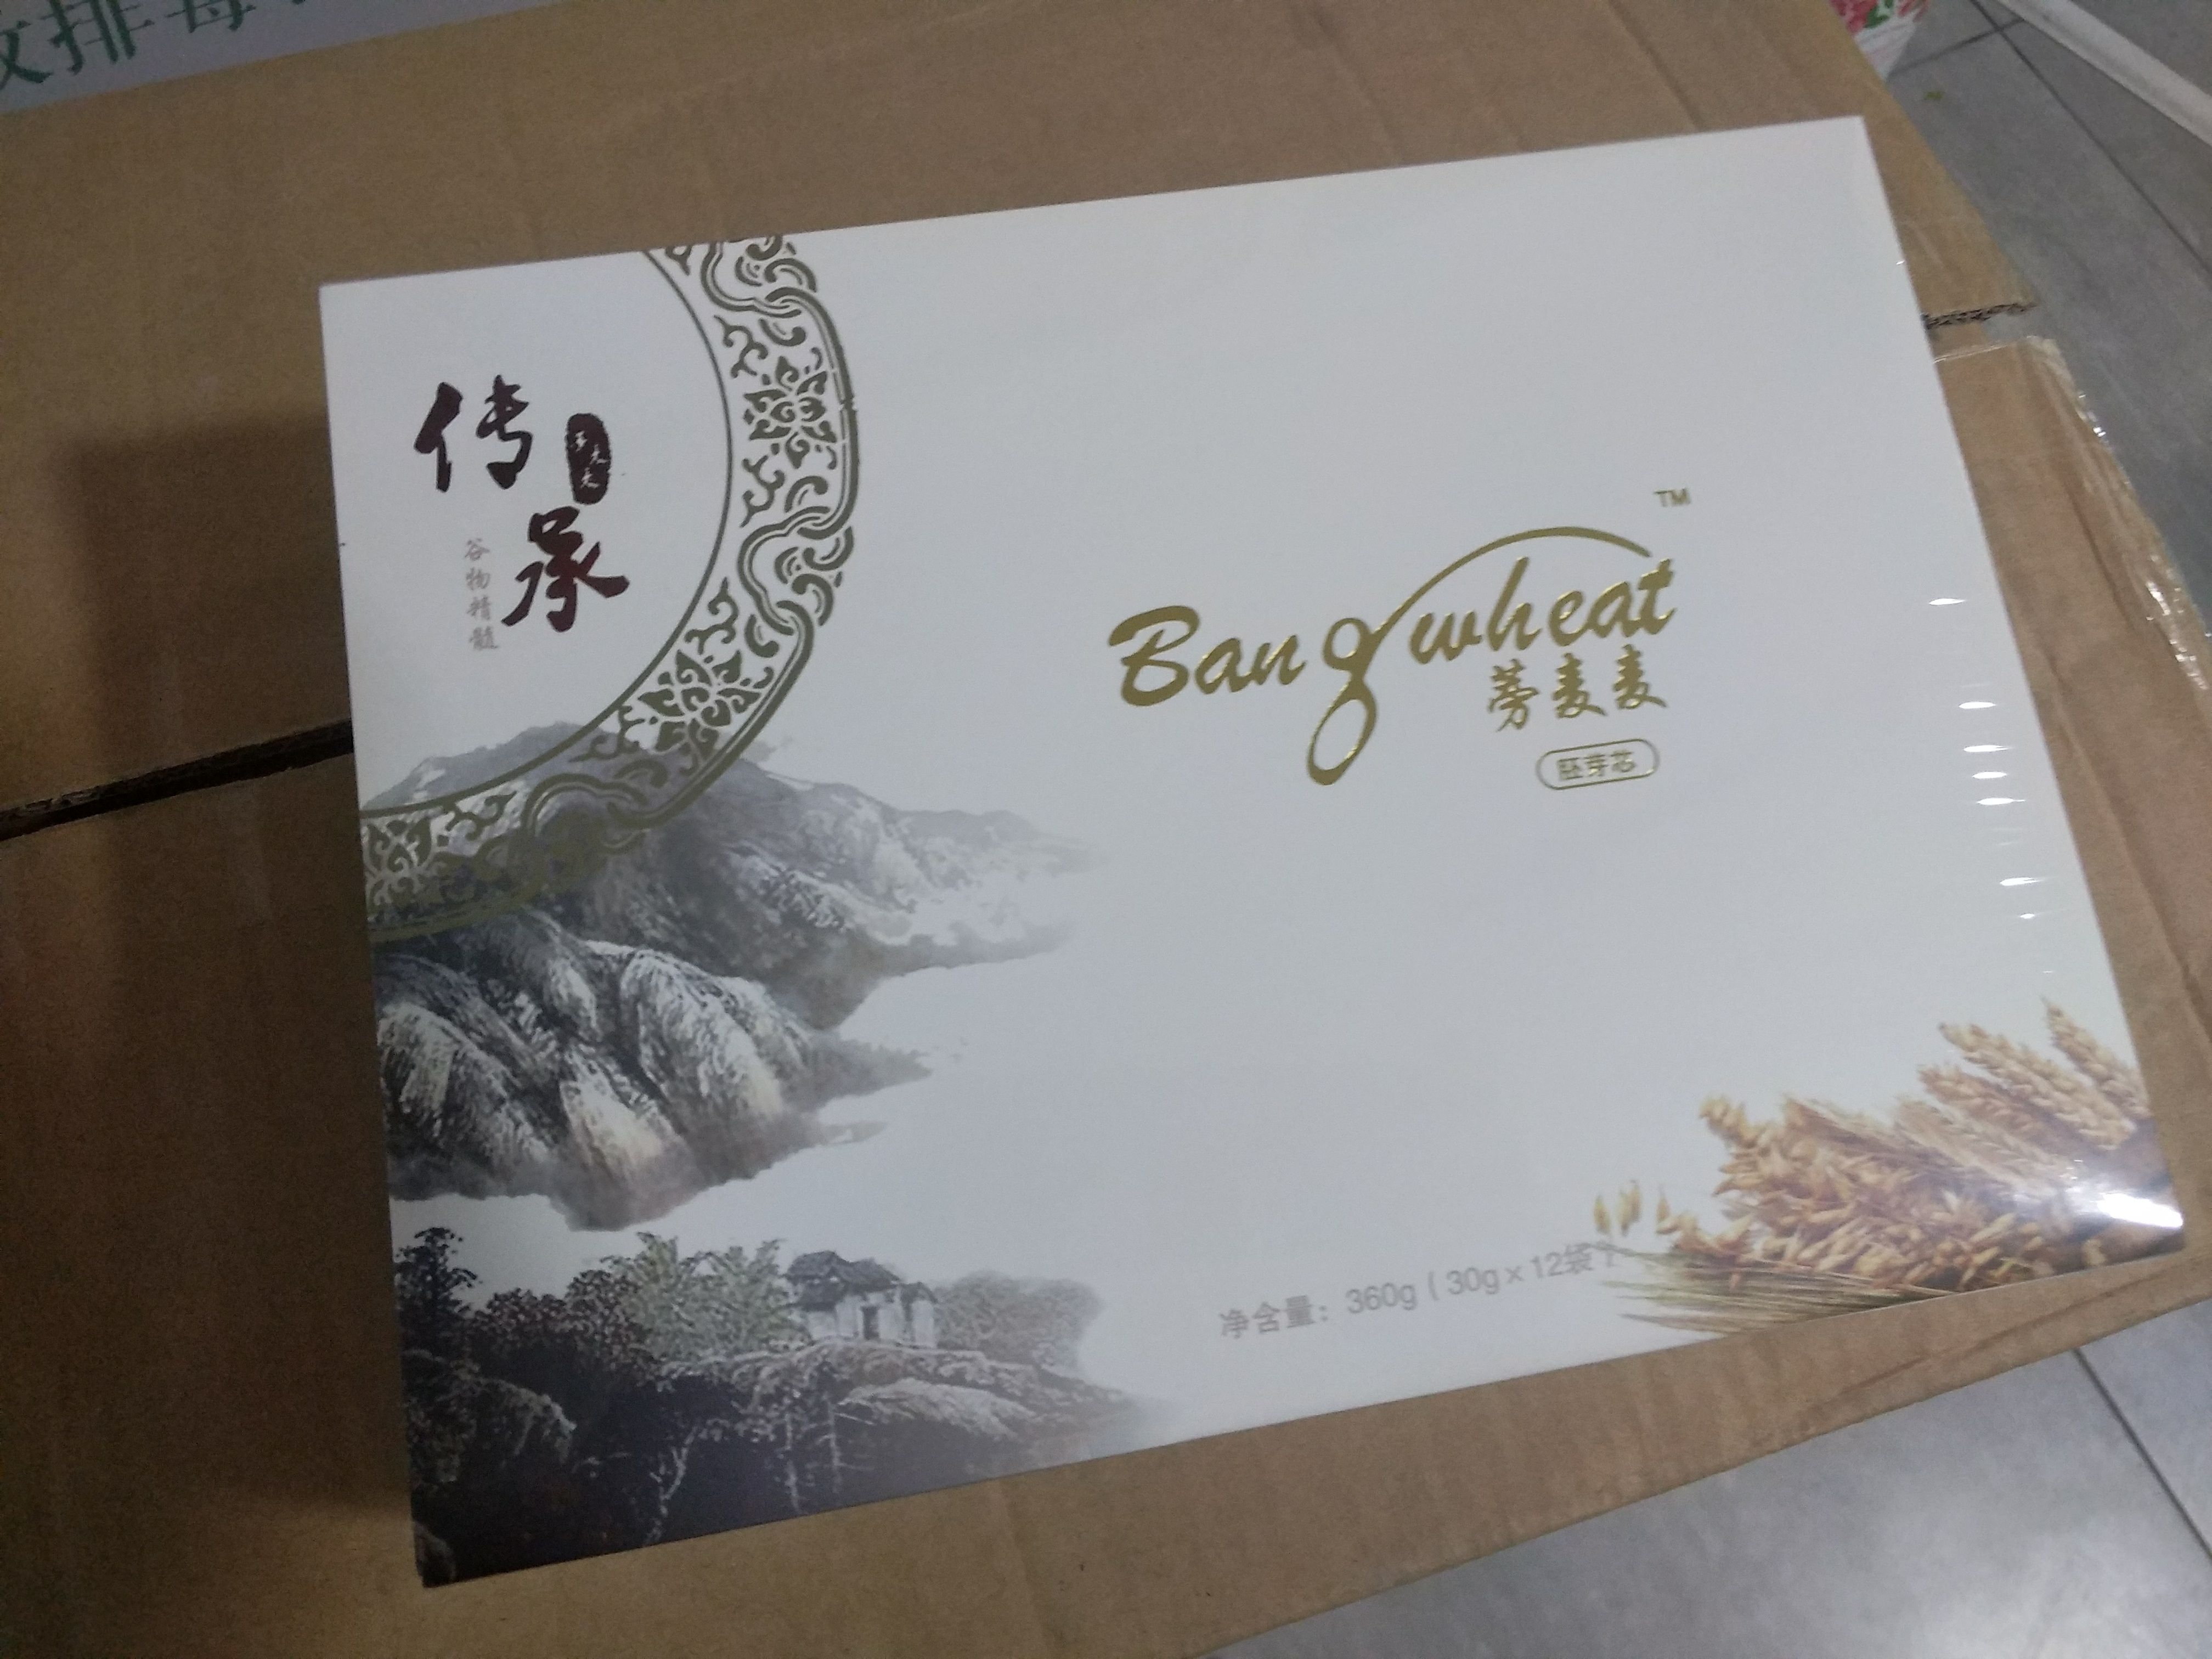 传承
谷物精髓
TM
Bangwheat
蒡麦麦
胚芽芯
净含量：360g（30g x 12袋）